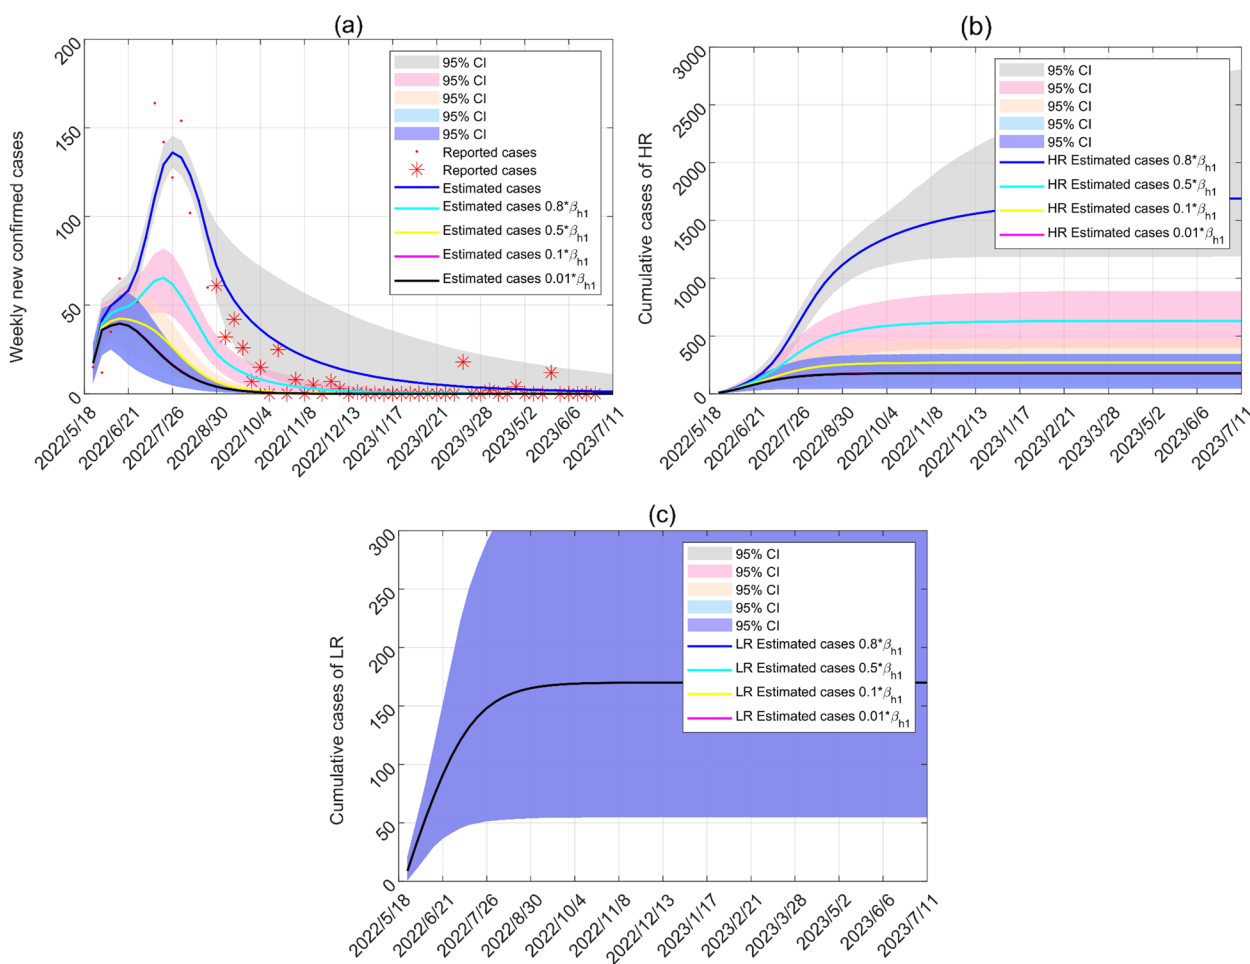 (a)
200
150
100
50
0
Weekly new confirmed cases
95% CI
95% CI
95% CI
95% CI
95% CI
Reported cases
Reported cases
Estimated cases
Estimated cases 0.8*βh1
Estimated cases 0.5*βh1
Estimated cases 0.1*βh1
Estimated cases 0.01*βh1
2022/5/18
2022/6/21
2022/7/26
2022/8/30
2022/10/4
2022/11/8
2022/12/13
2023/1/17
2023/2/21
2023/3/28
2023/5/2
2023/6/6
2023/7/11
(b)
3000
2500
2000
1500
1000
500
0
Cumulative cases of HR
95% CI
95% CI
95% CI
95% CI
95% CI
HR Estimated cases 0.8*βh1
HR Estimated cases 0.5*βh1
HR Estimated cases 0.1*βh1
HR Estimated cases 0.01*βh1
2022/5/18
2022/6/21
2022/7/26
2022/8/30
2022/10/4
2022/11/8
2022/12/13
2023/1/17
2023/2/21
2023/3/28
2023/5/2
2023/6/6
2023/7/11
(c)
300
250
200
150
100
50
0
Cumulative cases of LR
95% CI
95% CI
95% CI
95% CI
95% CI
LR Estimated cases 0.8*βh1
LR Estimated cases 0.5*βh1
LR Estimated cases 0.1*βh1
LR Estimated cases 0.01*βh1
2022/5/18
2022/6/21
2022/7/26
2022/8/30
2022/10/4
2022/11/8
2022/12/13
2023/1/17
2023/2/21
2023/3/28
2023/5/2
2023/6/6
2023/7/11